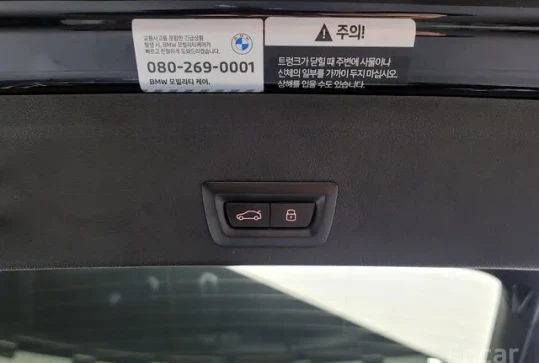 교통사고를 포함한 긴급상황
발생 시, BMW 모빌리티케어가
빠르고 친절하게 도와드리겠습니다.
080-269-0001
BMW 모빌리티 케어.
주의!
트렁크가 닫힐 때 주변에 사물이나
신체의 일부를 가까이 두지 마십시오.
상해를 입을 수도 있습니다.